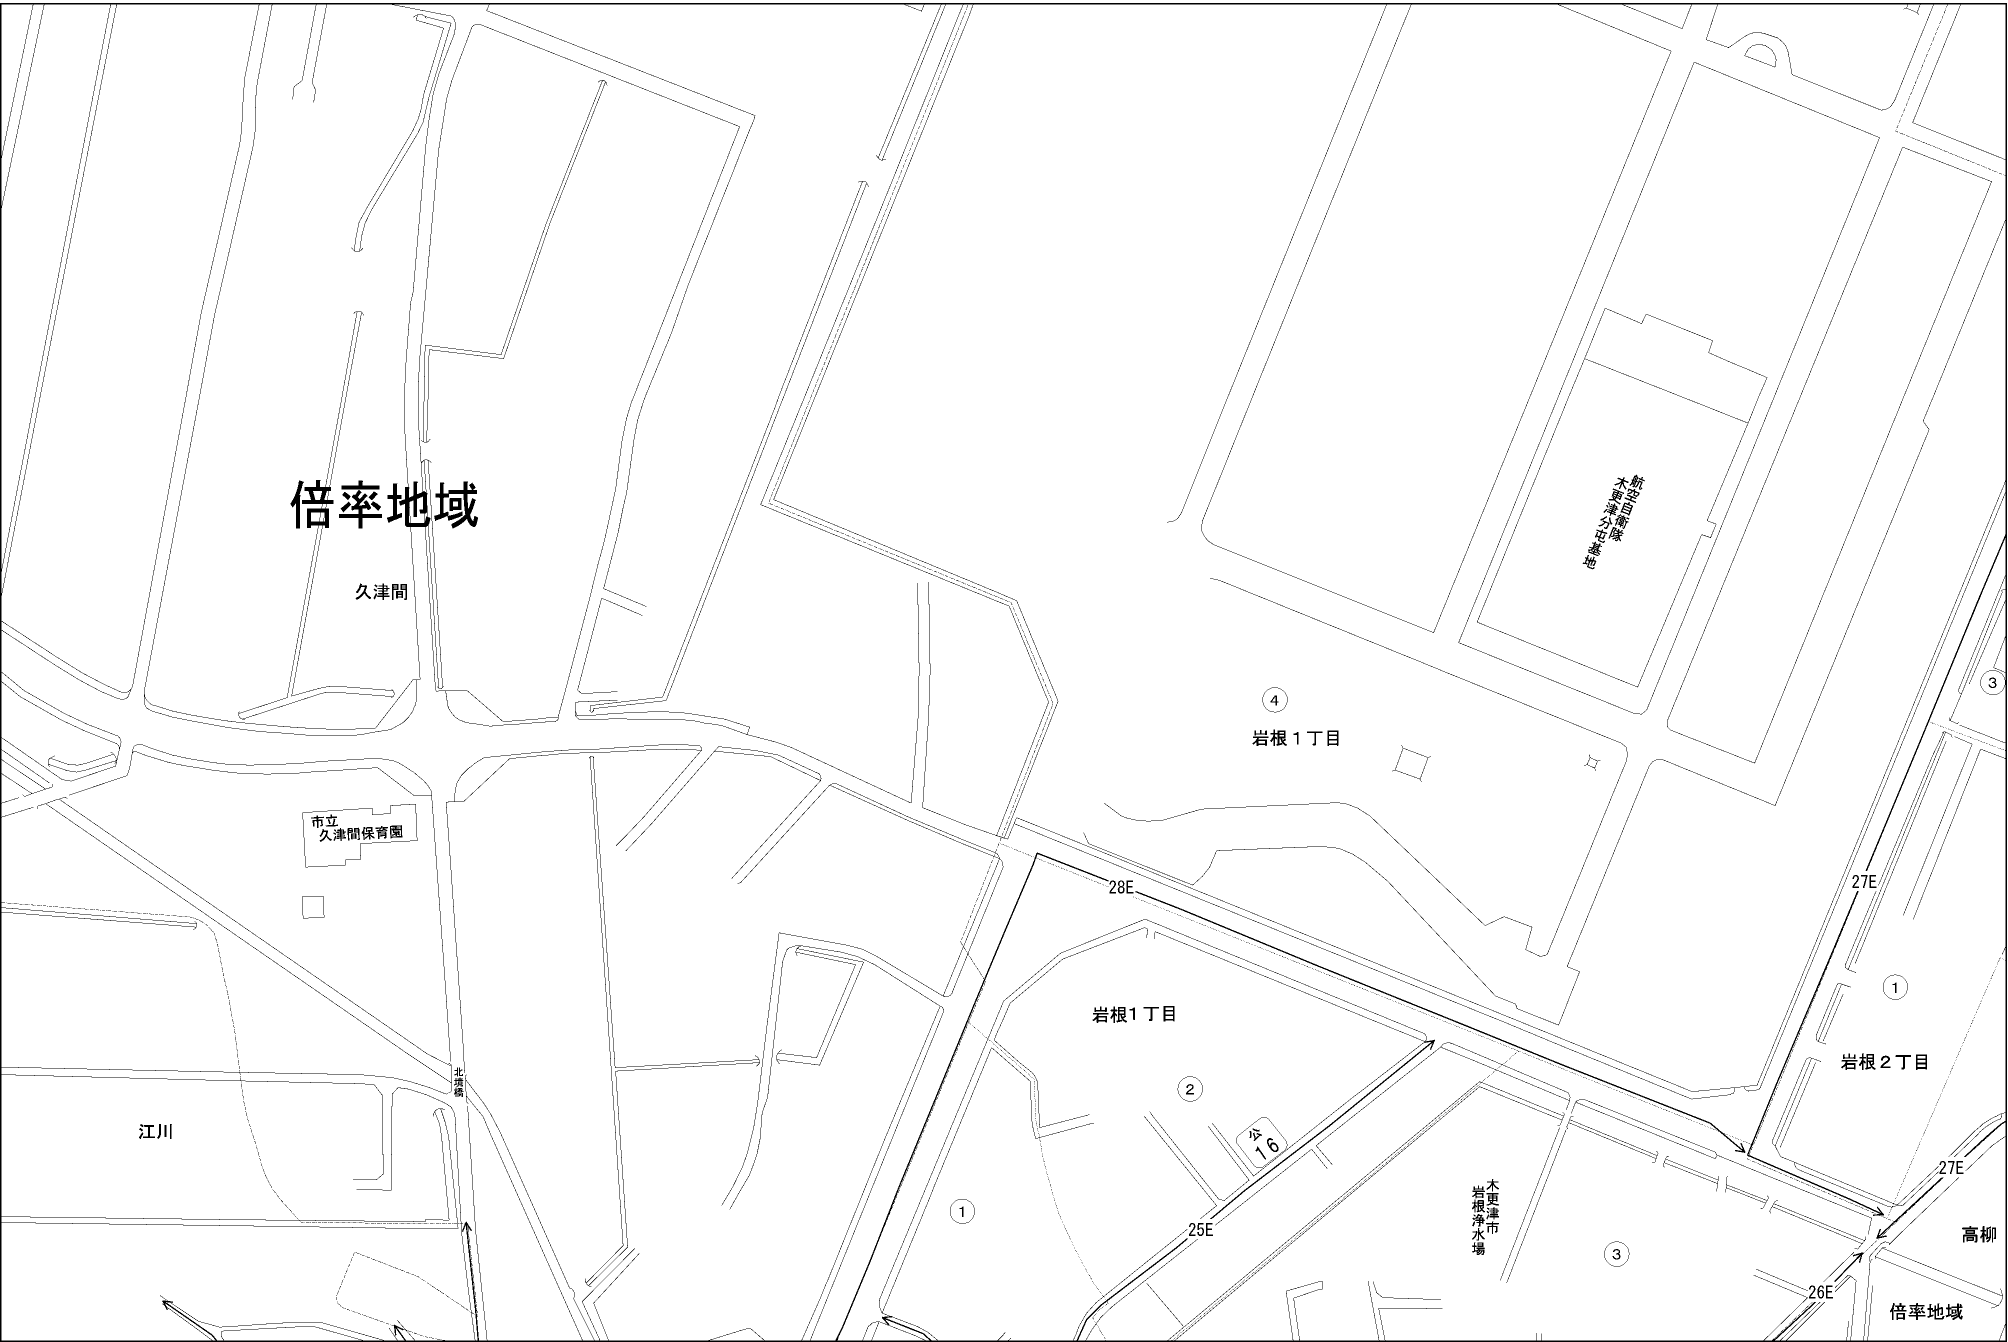 航空自衛隊
木更津分屯基地
倍率地域
久津間
3
4
岩根１丁目
市立
久津間保育園
28E
27E
1
岩根１丁目
岩根２丁目
北境橋
2
江川
公
16
27E
木更津市
岩根浄水場
1
25E
3
高柳
26E
倍率地域